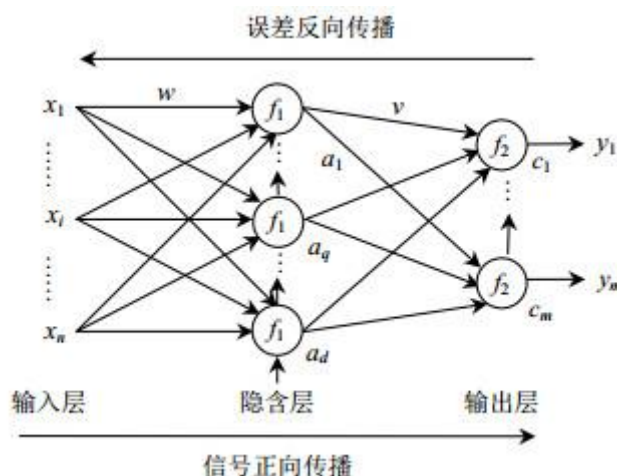 误差反向传播
x1 w f1 v
f2 y1
a1 c1
xi f1
aq
f2 yn
cm
xn f1
ad
输入层 隐含层 输出层
信号正向传播